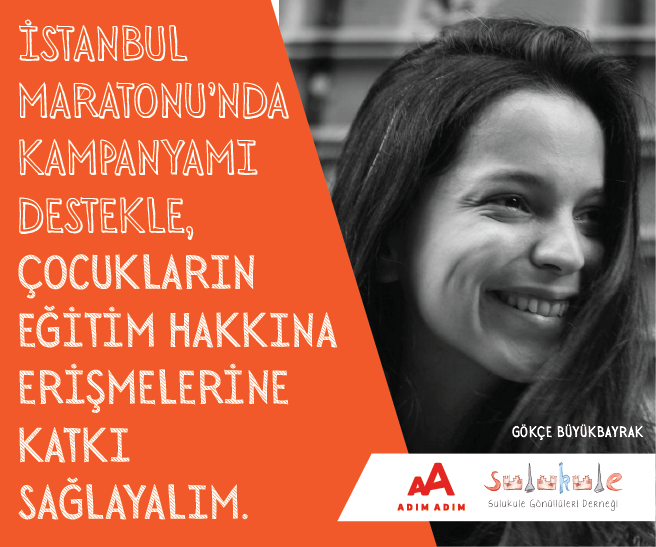 İSTANBUL
MARATONU'NDA
KAMPANYAMI
DESTEKLE,
ÇOCUKLARIN
EĞİTİM HAKKINA
ERİŞMELERİNE
KATKI
SAĞLAYALIM.
GÖKÇE BÜYÜKBAYRAK
AA
ADIM ADIM
sulukule
Sulukule Gönüllüleri Derneği